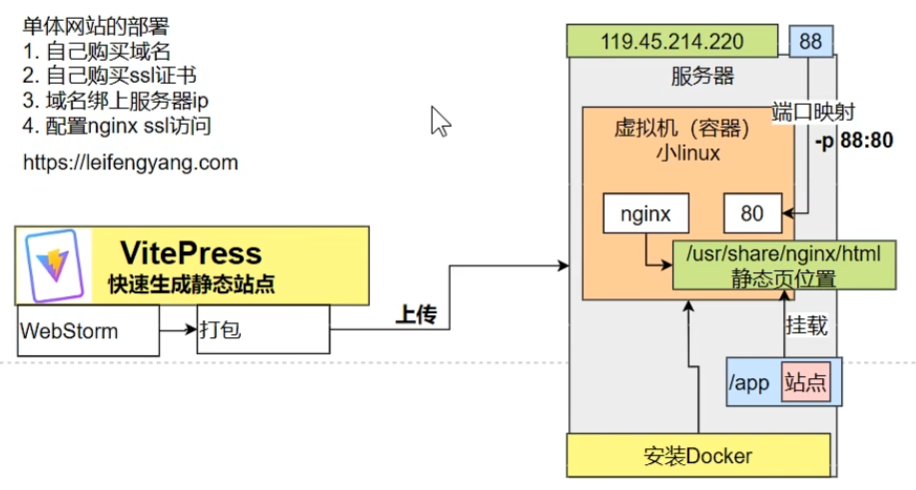 单体网站的部署
1. 自己购买域名
2. 自己购买ssl证书
3. 域名绑上服务器ip
4. 配置nginx ssl访问
https://leifengyang.com
VitePress
快速生成静态站点
WebStorm
打包
上传
119.45.214.220
88
服务器
端口映射
-p 88:80
虚拟机（容器）
小linux
nginx
80
/usr/share/nginx/html
静态页位置
挂载
/app
站点
安装Docker